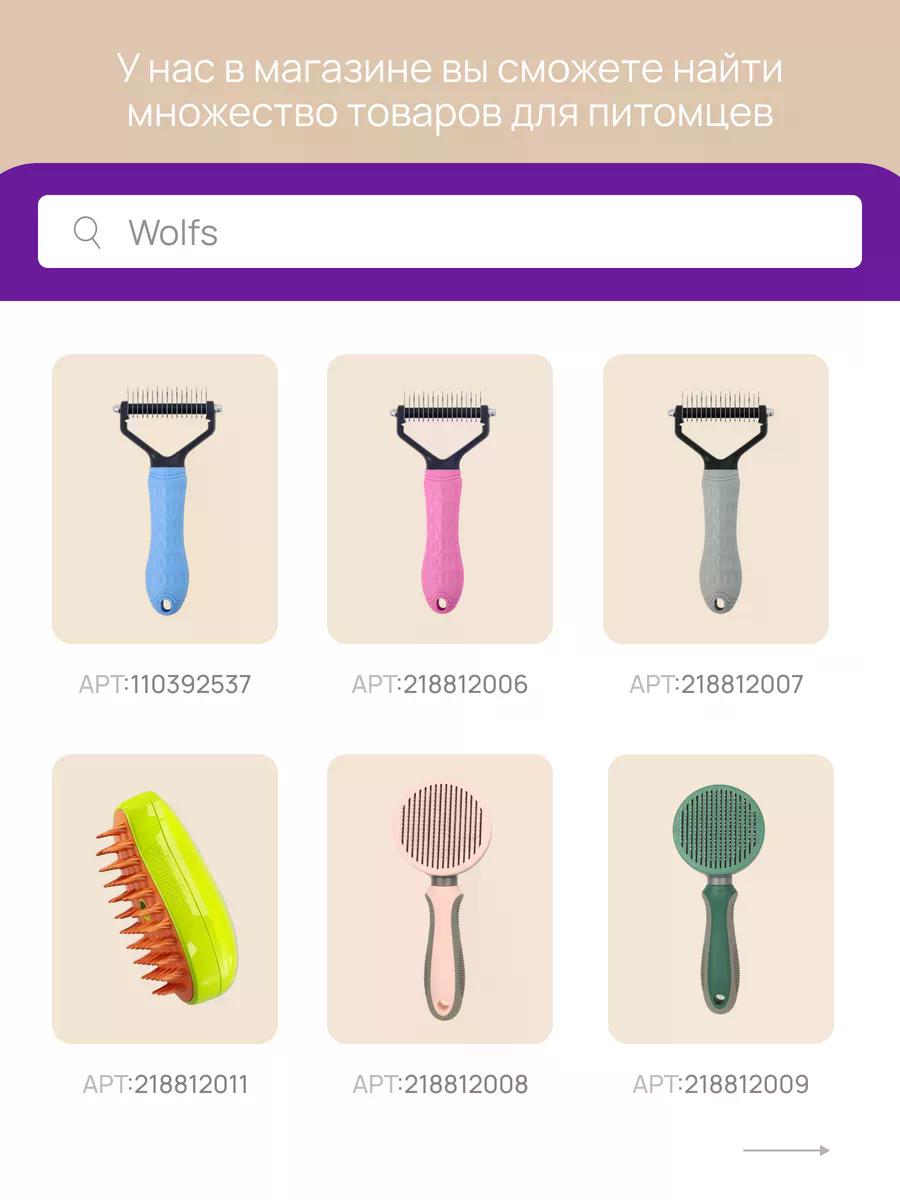 У нас в магазине вы сможете найти
множество товаров для питомцев
Wolfs
АРТ:110392537
АРТ:218812006
АРТ:218812007
АРТ:218812011
АРТ:218812008
АРТ:218812009